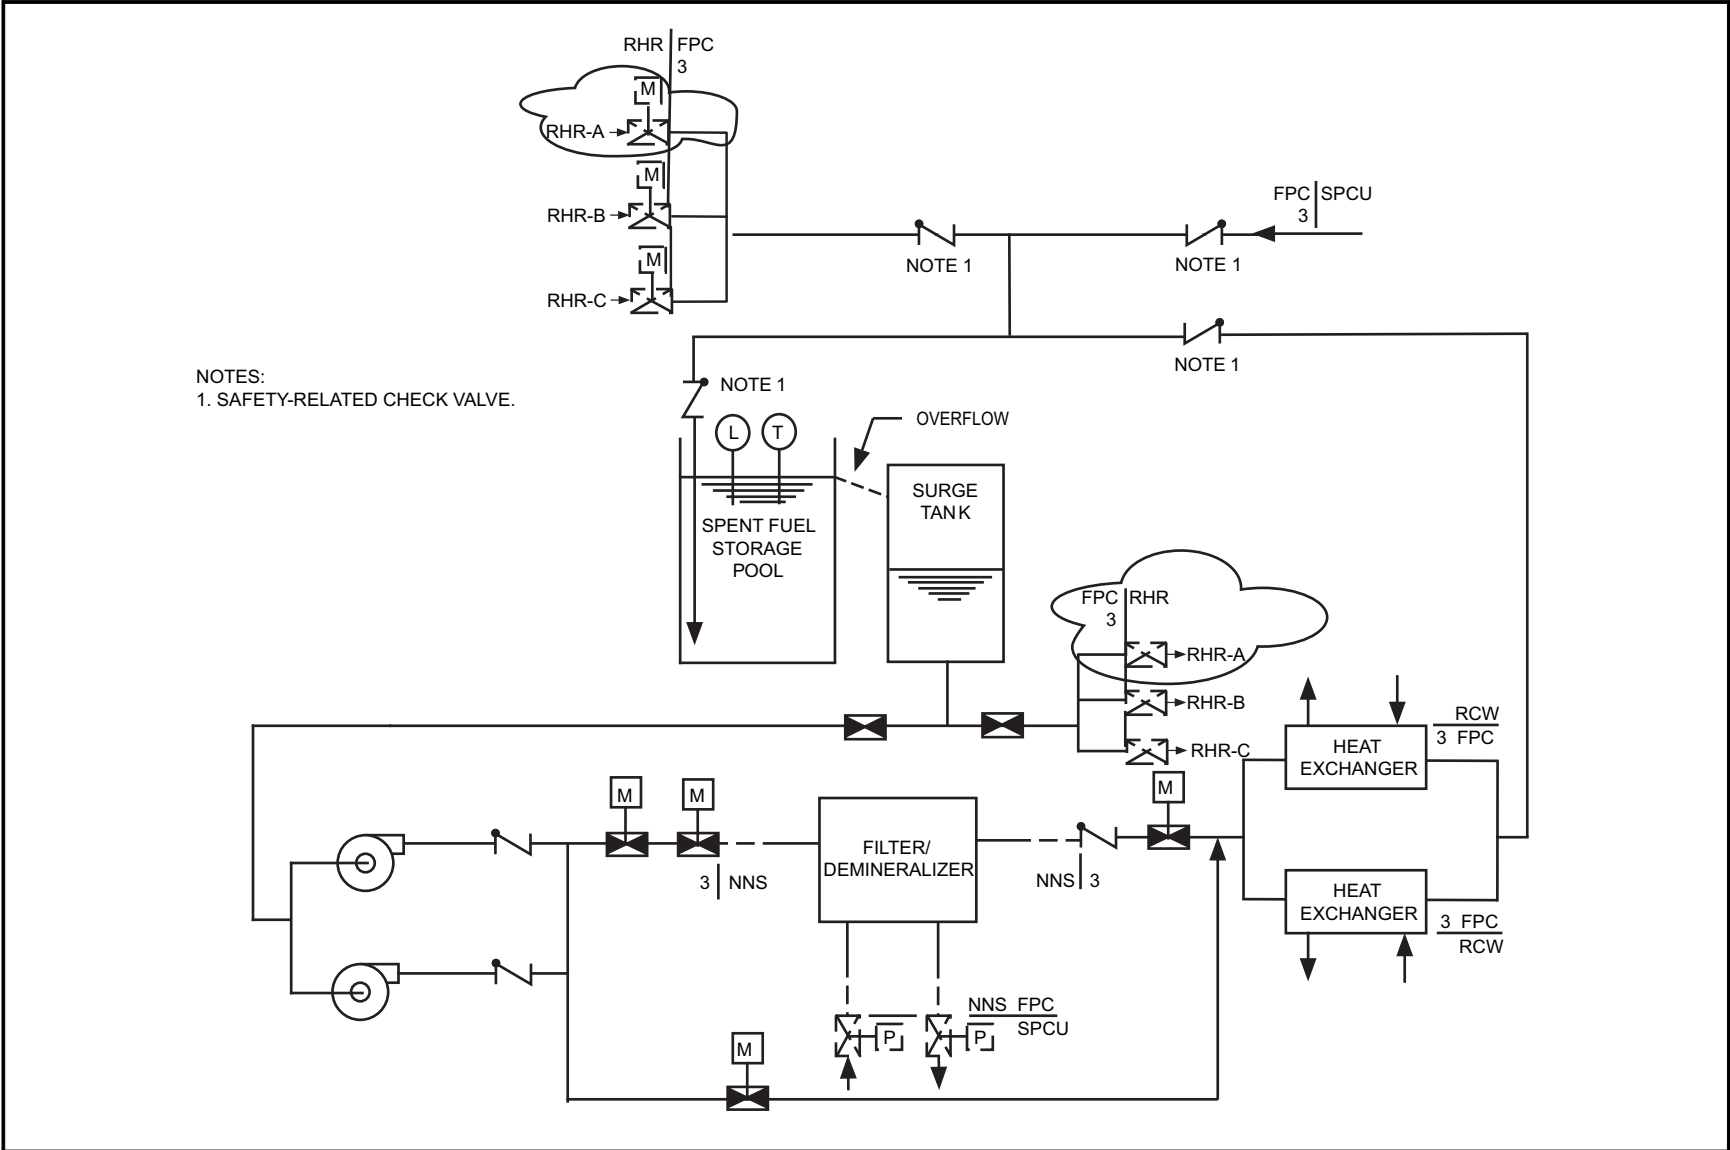 RHR FPC
3
M
RHR-A
M
RHR-B
M
RHR-C
FPC SPCU
3
NOTE 1
NOTE 1
NOTE 1
NOTES:
1. SAFETY-RELATED CHECK VALVE.
NOTE 1
OVERFLOW
L
T
SPENT FUEL
STORAGE
POOL
SURGE
TANK
FPC RHR
3
RHR-A
RHR-B
RHR-C
RCW
3 FPC
HEAT
EXCHANGER
M
M
M
FILTER/
DEMINERALIZER
3 NNS
NNS 3
HEAT
EXCHANGER
3 FPC
RCW
NNS FPC
SPCU
P
P
M